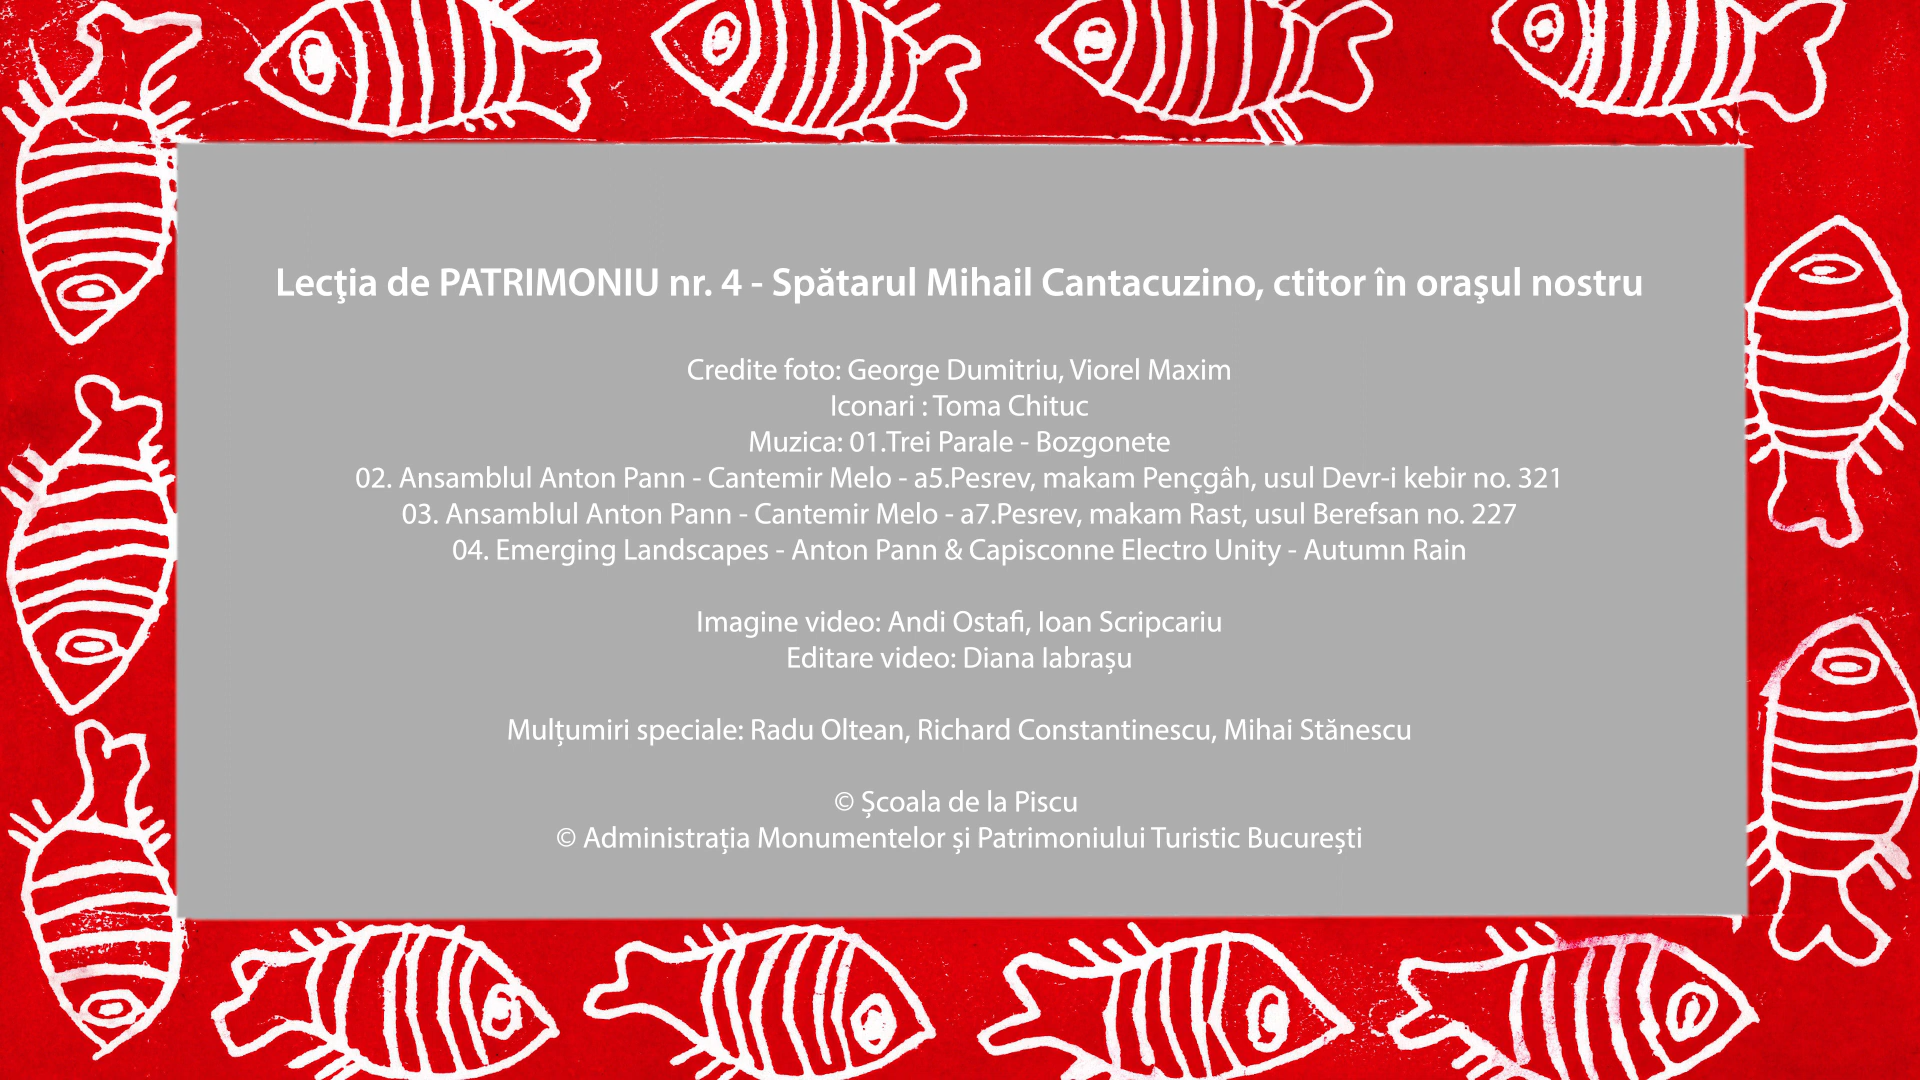 Lecţia de PATRIMONIU nr. 4 - Spătarul Mihail Cantacuzino, ctitor în oraşul nostru
Credite foto: George Dumitriu, Viorel Maxim
Iconari : Toma Chituc
Muzica: 01.Trei Parale - Bozgonete
02. Ansamblul Anton Pann - Cantemir Melo - a5.Pesrev, makam Pençgâh, usul Devr-i kebir no. 321
03. Ansamblul Anton Pann - Cantemir Melo - a7.Pesrev, makam Rast, usul Berefsan no. 227
04. Emerging Landscapes - Anton Pann & Capisconne Electro Unity - Autumn Rain
Imagine video: Andi Ostafi, Ioan Scripcariu
Editare video: Diana Iabrașu
Mulțumiri speciale: Radu Oltean, Richard Constantinescu, Mihai Stănescu
© Școala de la Piscu
© Administrația Monumentelor și Patrimoniului Turistic București